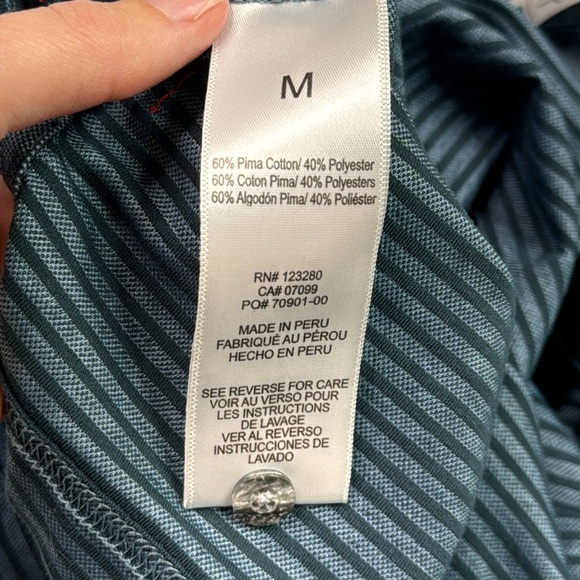 M
60% Pima Cotton/ 40% Polyester
60% Coton Pima/ 40% Polyesters
60% Algodón Pima/ 40% Poliéster
RN# 123280
CA# 07099
PO# 70901-00
MADE IN PERU
FABRIQUÉ AU PÉROU
HECHO EN PERU
SEE REVERSE FOR CARE
VOIR AU VERSO POUR
LES INSTRUCTIONS
DE LAVAGE
VER AL REVERSO
INSTRUCCIONES DE
LAVADO